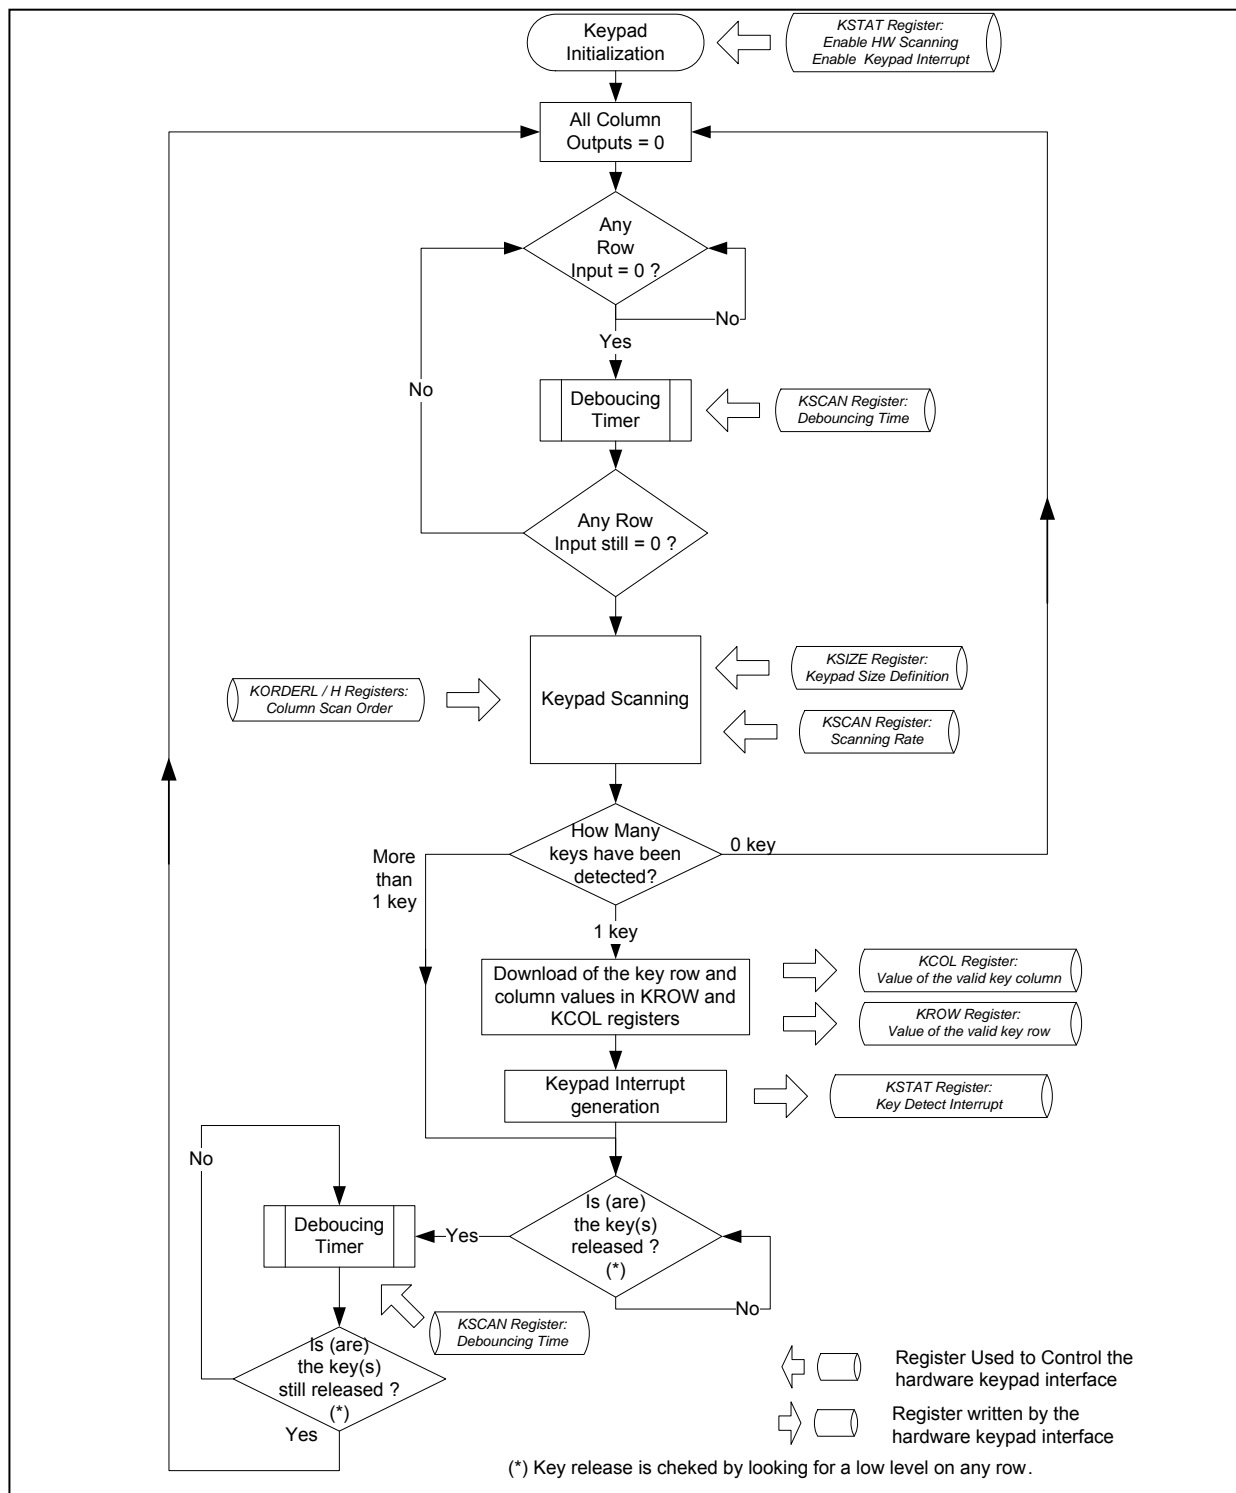 Keypad
Initialization
KSTAT Register:
Enable HW Scanning
Enable  Keypad Interrupt
All Column
Outputs = 0
Any
Row
Input = 0 ?
No
Yes
No
Deboucing
Timer
KSCAN Register:
Debouncing Time
Any Row
Input still = 0 ?
KORDERL / H Registers:
Column Scan Order
Keypad Scanning
KSIZE Register:
Keypad Size Definition
KSCAN Register:
Scanning Rate
How Many
keys have been
detected?
0 key
More
than
1 key
1 key
Download of the key row and
column values in KROW and
KCOL registers
KCOL Register:
Value of the valid key column
KROW Register:
Value of the valid key row
Keypad Interrupt
generation
KSTAT Register:
Key Detect Interrupt
No
Is (are)
the key(s)
released ?
(*)
Yes
No
Deboucing
Timer
KSCAN Register:
Debouncing Time
Is (are)
the key(s)
still released ?
(*)
Yes
Register Used to Control the
hardware keypad interface
Register written by the
hardware keypad interface
(*) Key release is cheked by looking for a low level on any row.